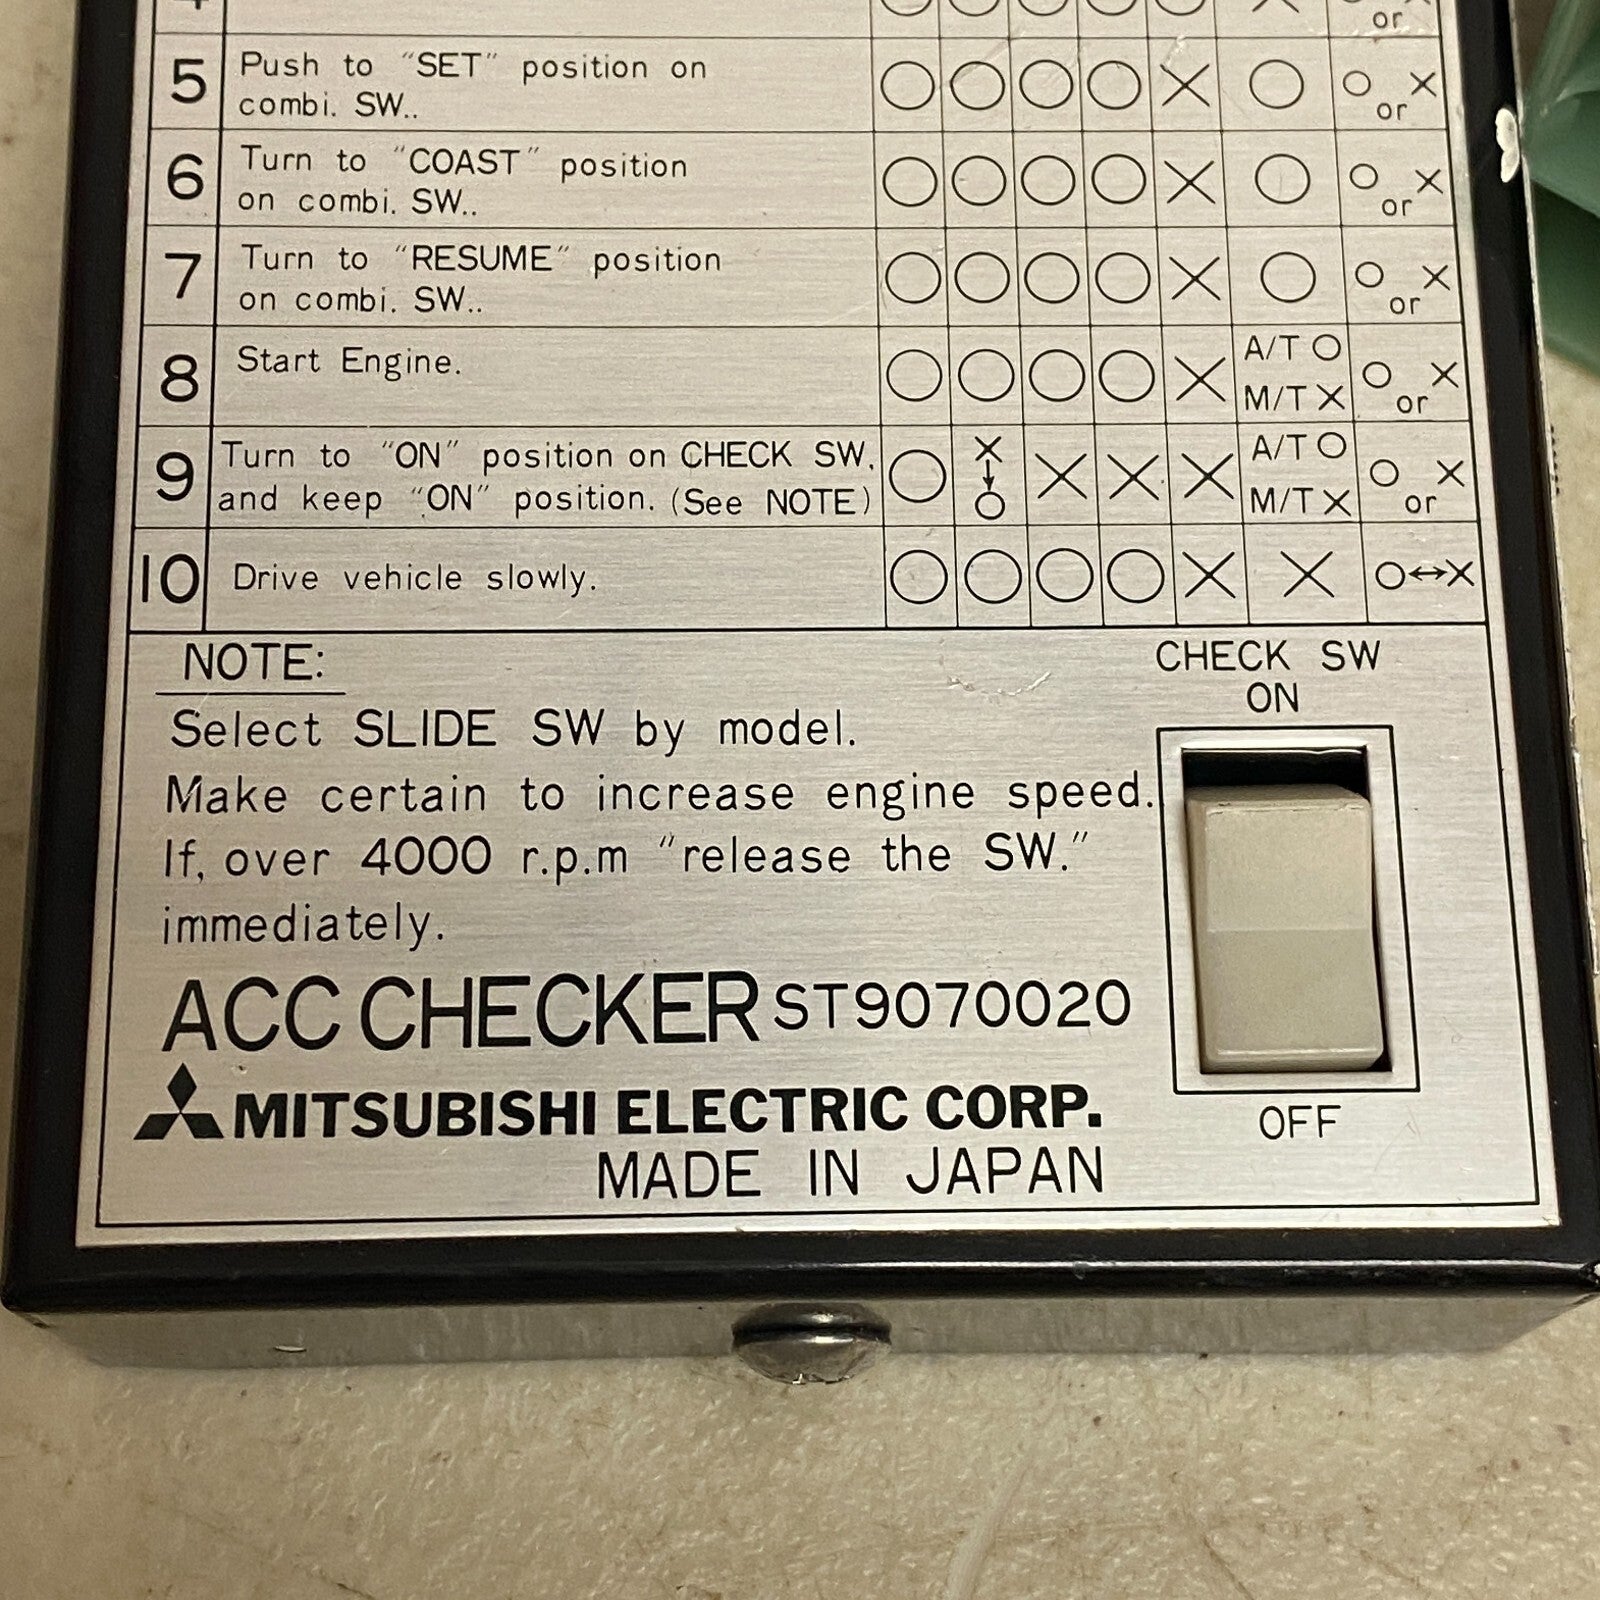 4 or
5 Push to "SET" position on
combi. SW.. ○ ○ ○ ○ × ○ ○ or ×
6 Turn to "COAST" position
on combi. SW.. ○ ○ ○ ○ × ○ ○ or ×
7 Turn to "RESUME" position
on combi. SW.. ○ ○ ○ ○ × ○ ○ or ×
8 Start Engine. ○ ○ ○ ○ × A/T ○ M/T × ○ or ×
9 Turn to "ON" position on CHECK SW.
and keep "ON" position. (See NOTE) ○ ×↓○ × × × A/T ○ M/T × ○ or ×
10 Drive vehicle slowly. ○ ○ ○ ○ × × ○↔×
NOTE:
Select SLIDE SW by model.
Make certain to increase engine speed.
If, over 4000 r.p.m "release the SW."
immediately.
CHECK SW
ON
OFF
ACC CHECKER ST9070020
MITSUBISHI ELECTRIC CORP.
MADE IN JAPAN